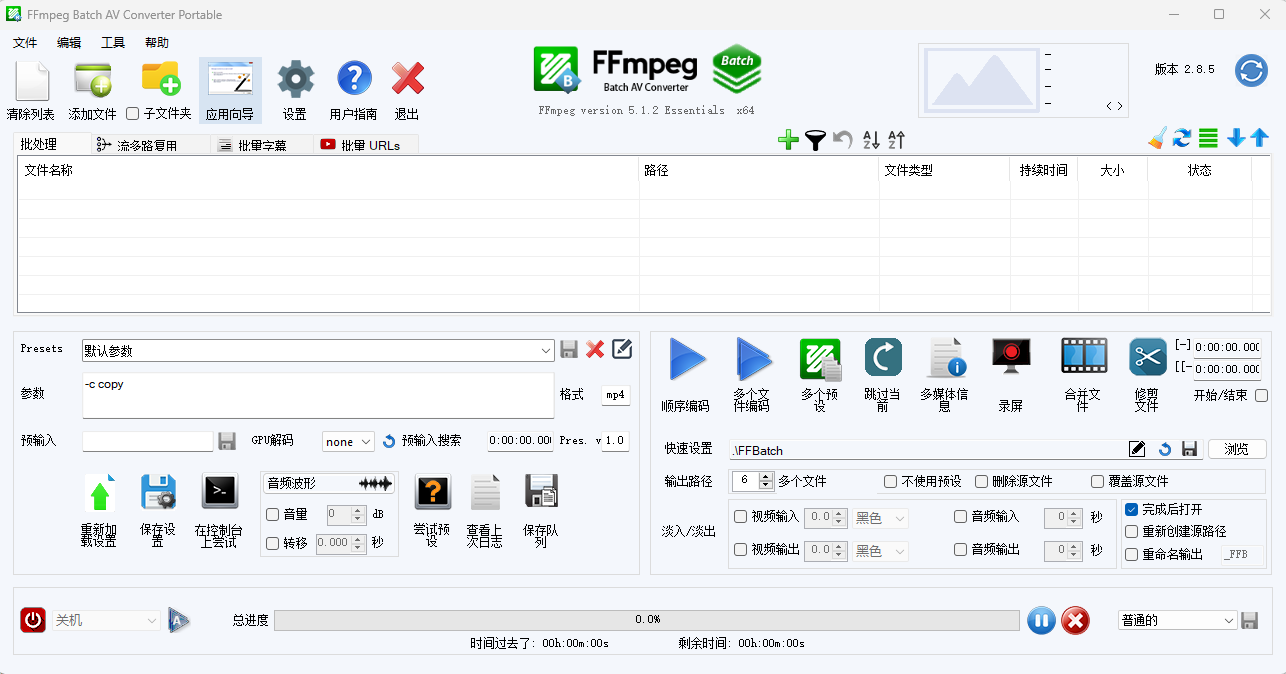 FFmpeg Batch AV Converter Portable
文件 编辑 工具 帮助
清除列表 添加文件 子文件夹 应用向导 设置 用户指南 退出
FFmpeg Batch
Batch AV Converter
FFmpeg version 5.1.2 Essentials x64
版本 2.8.5
批处理 流多路复用 批量字幕 批量 URLs
文件名称 路径 文件类型 持续时间 大小 状态
Presets 默认参数
参数 -c copy 格式 mp4
预输入 GPU解码 none 预输入搜索 0:00:00.00 Pres. v 1.0
重新加载设置 保存设置 在控制台上尝试
音频波形
音量 0 dB
转移 0.000 秒
尝试预设 查看上次日志 保存队列
顺序编码 多个文件编码 多个预设 跳过当前 多媒体信息 录屏 合并文件 修剪文件
[-] 0:00:00.000
[[- 0:00:00.000
开始/结束
快速设置 .\FFBatch 浏览
输出路径 6 多个文件 不使用预设 删除源文件 覆盖源文件
淡入/淡出
视频输入 0.0 黑色 音频输入 0 秒
视频输出 0.0 黑色 音频输出 0 秒
完成后打开
重新创建源路径
重命名输出 _FFB
关机 A 总进度 0.0% 普通的
时间过去了: 00h:00m:00s 剩余时间: 00h:00m:00s